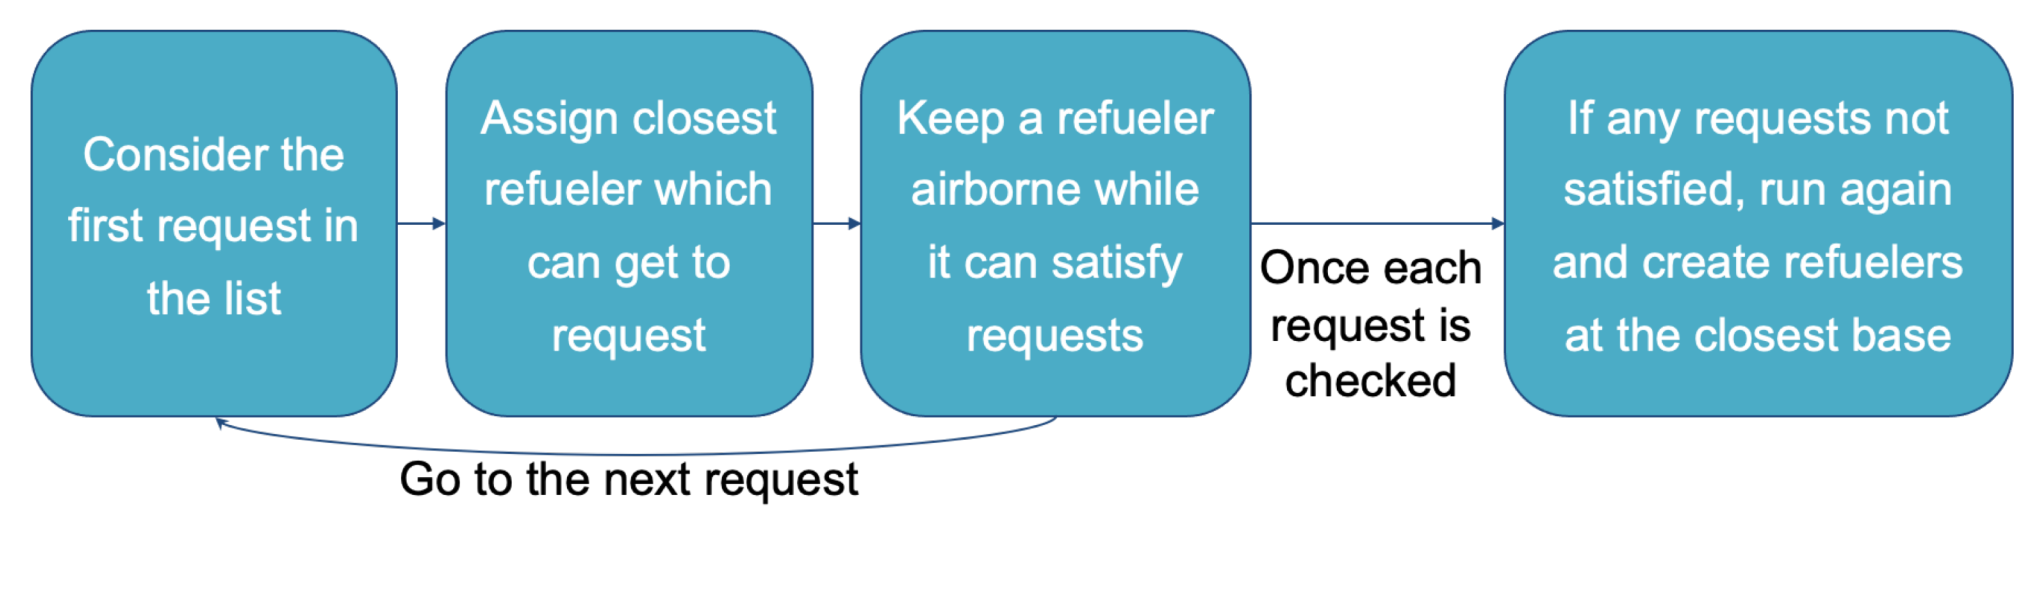 Consider the
first request in
the list
Assign closest
refueler which
can get to
request
Keep a refueler
airborne while
it can satisfy
requests
Once each
request is
checked
If any requests not
satisfied, run again
and create refuelers
at the closest base
Go to the next request